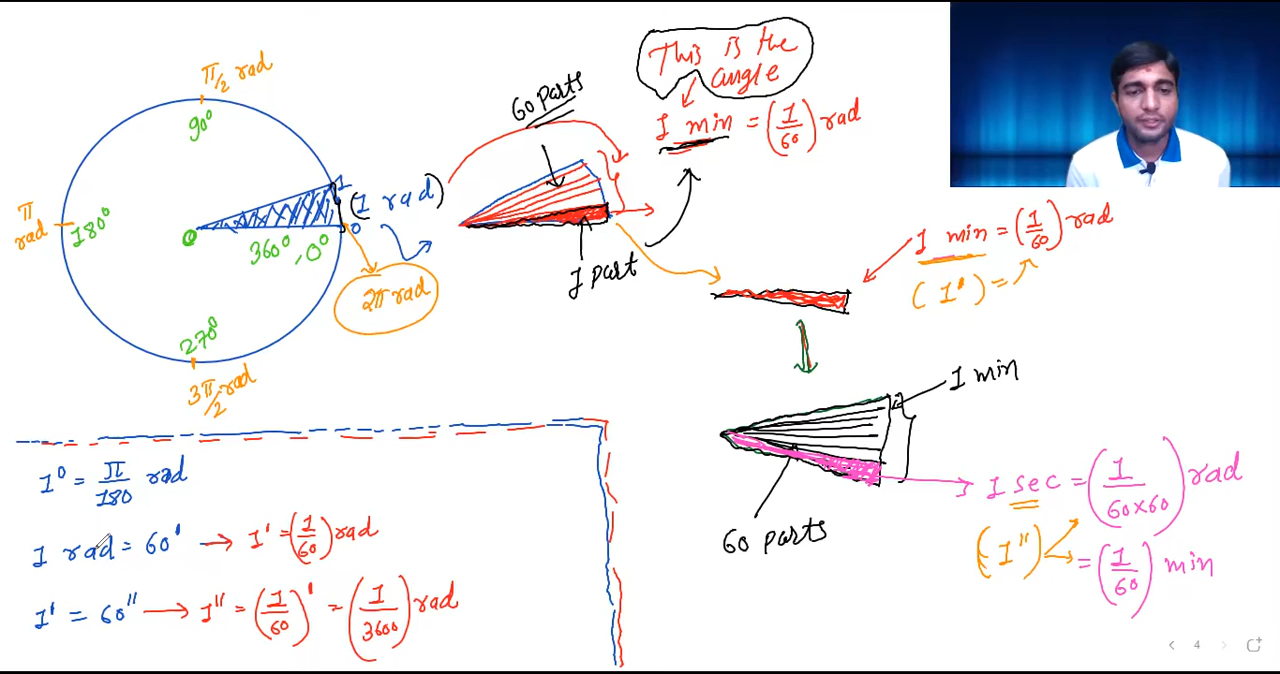 π/2 rad
90°
π rad
180°
360°, 0°
1
0
(1 rad)
2π rad
270°
3π/2 rad
60 parts
1 part
This is the
angle
1 min = (1/60) rad
1 min = (1/60) rad
(1') =
1 min
60 parts
1 sec = (1/60×60) rad
(1'')
= (1/60) min
1° = π/180 rad
1 rad = 60' → 1' = (1/60) rad
1' = 60'' → 1'' = (1/60)' = (1/3600) rad
4